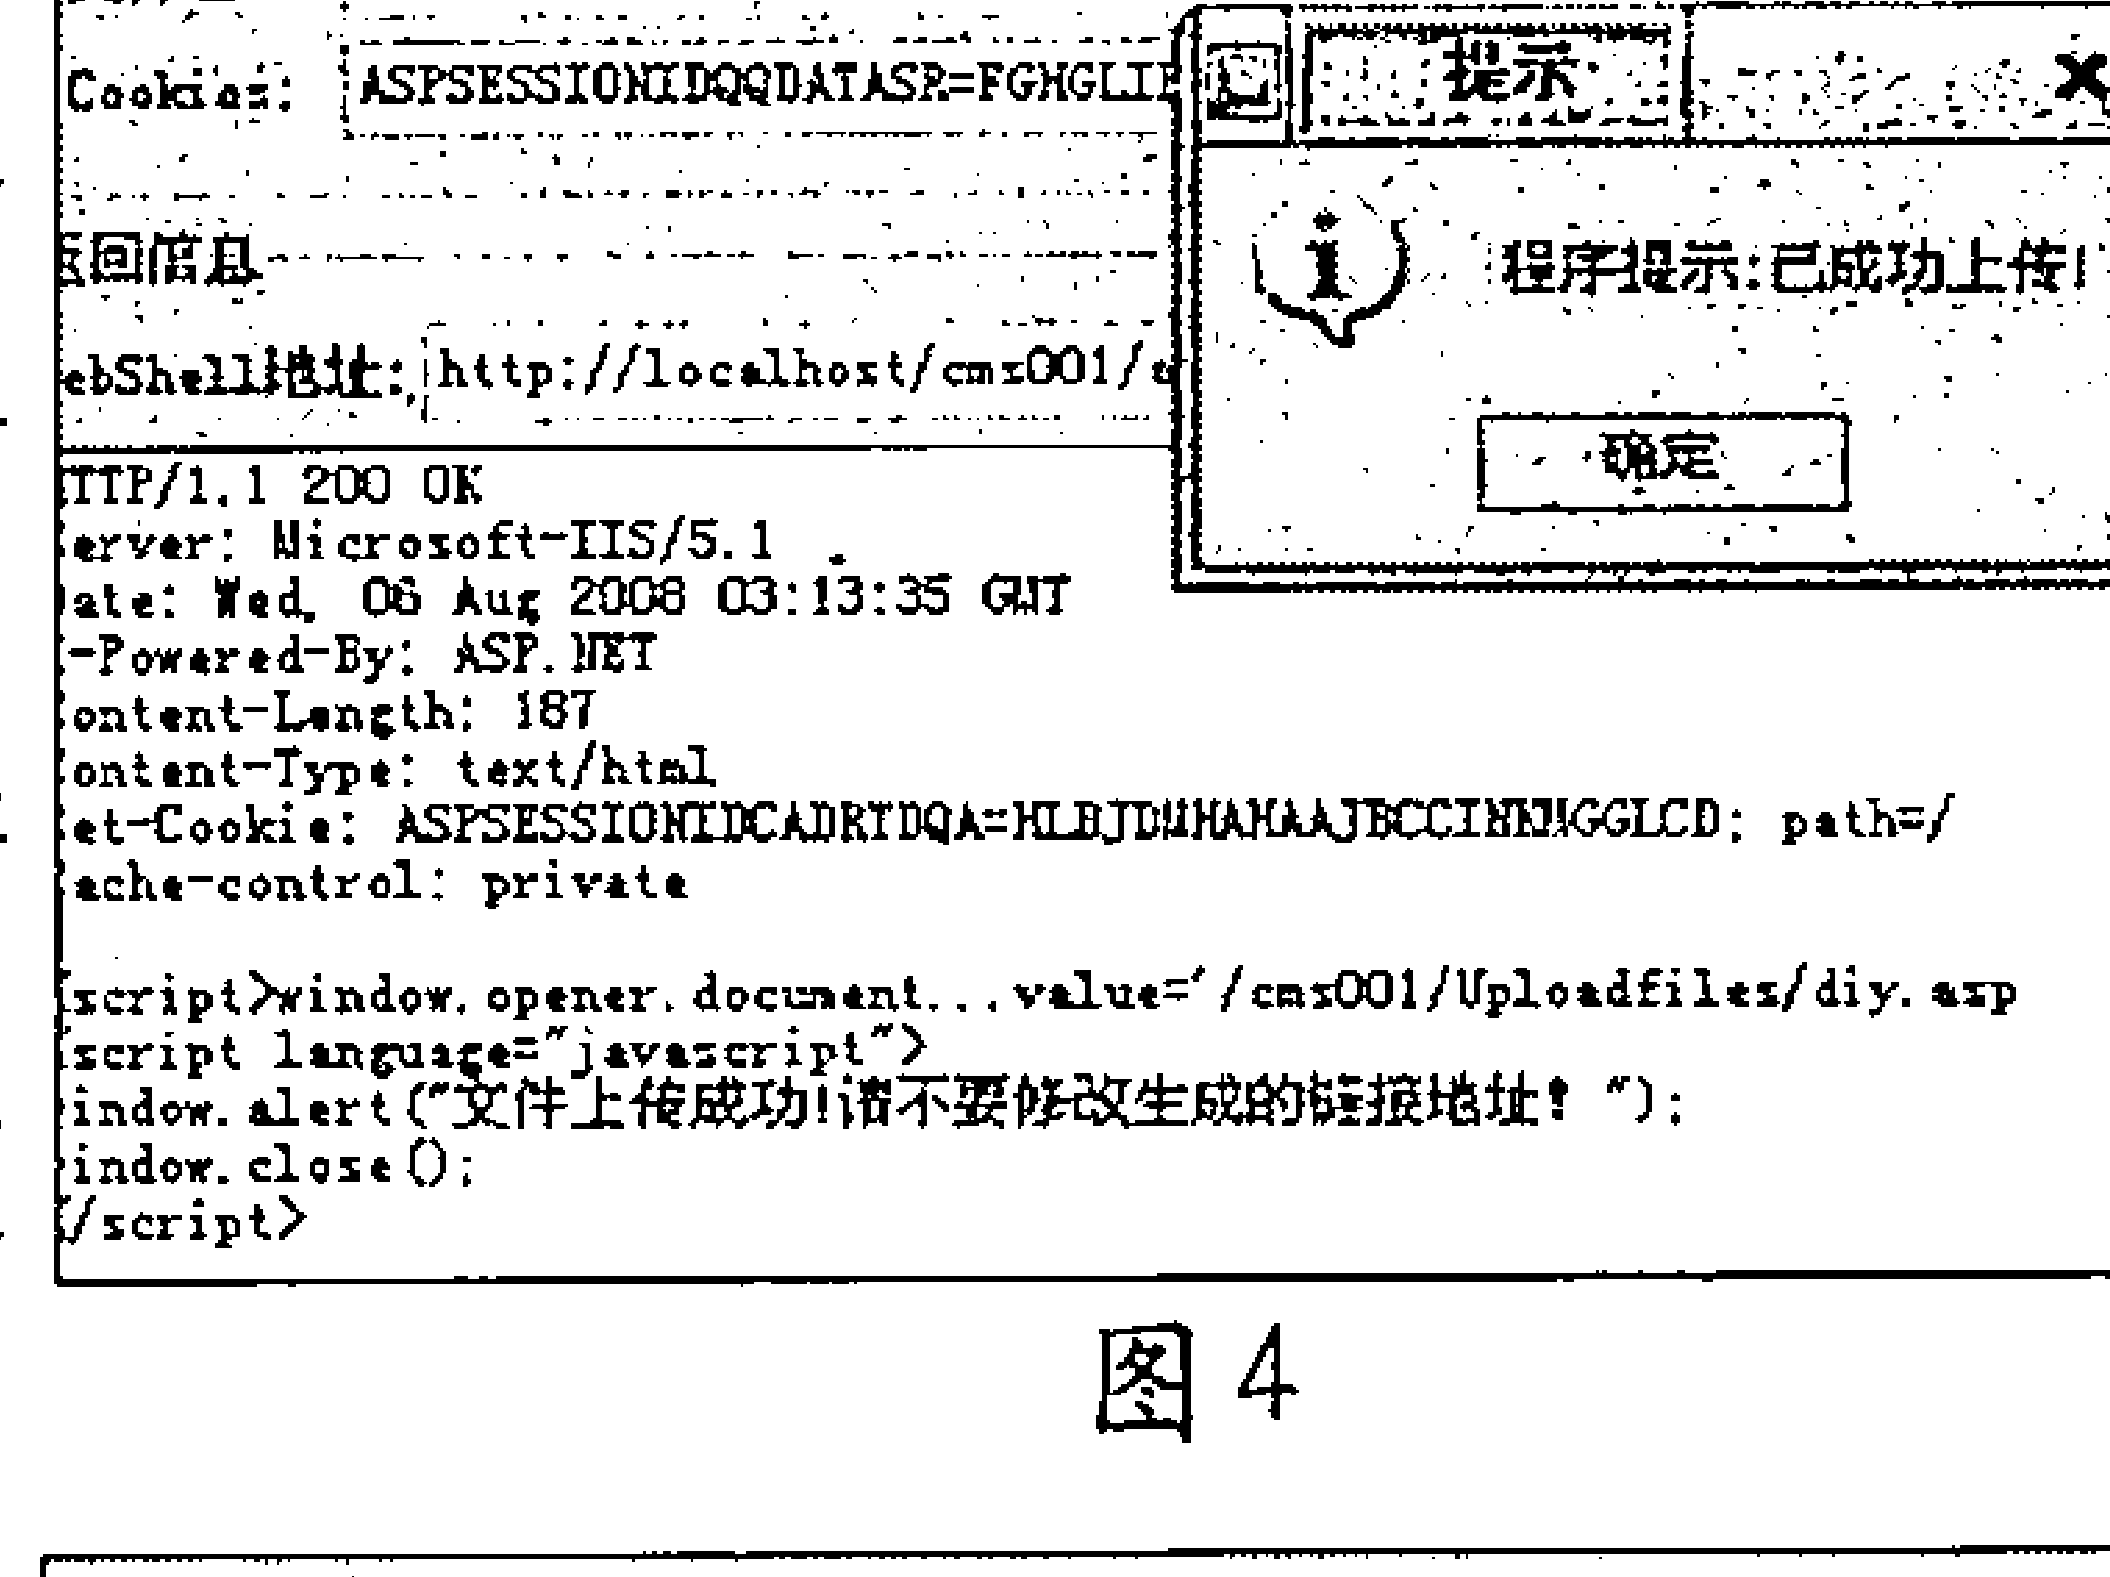 Cookies: ASPSESSIONIDQQDATASR=FGHGLIE
提示
回信息
程序提示:已成功上传!
ebShell地址: http://localhost/cms001/
确定
TTP/1.1 200 OK
erver: Microsoft-IIS/5.1
ate: Wed, 06 Aug 2008 03:13:35 GMT
-Powered-By: ASP.NET
ontent-Length: 187
ontent-Type: text/html
et-Cookie: path=/
ache-control: private
script>window.opener.document...value='/cms001/Uploadfiles/diy.asp
script language="javascript">
indow.alert("文件上传成功!请不要修改生成的链接地址! ");
indow.close();
/script>
图 4